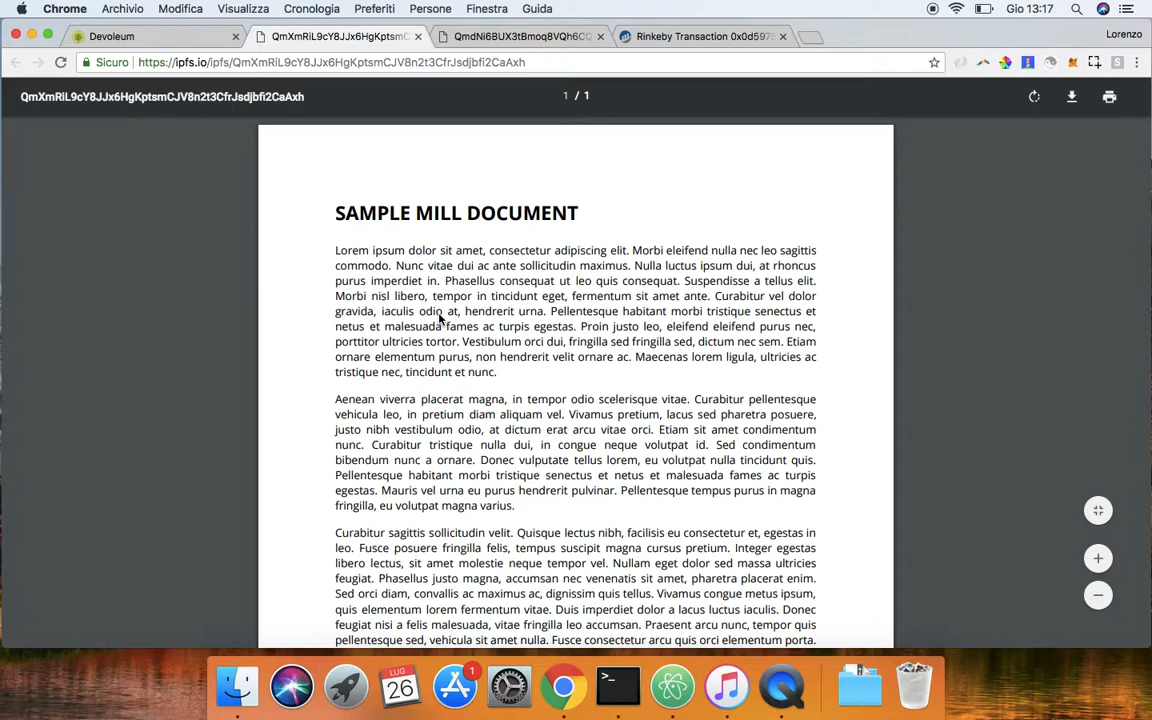 Chrome Archivio Modifica Visualizza Cronologia Preferiti Persone Finestra Guida Gio 13:17
Devoleum QmXmRiL9cY8JJx6HgKptsmC QmdNi6BUX3tBmoq8VQh6CQ Rinkeby Transaction 0x0d597 Lorenzo
Sicuro https://ipfs.io/ipfs/QmXmRiL9cY8JJx6HgKptsmCJV8n2t3CfrJsdjbfi2CaAxh
QmXmRiL9cY8JJx6HgKptsmCJV8n2t3CfrJsdjbfi2CaAxh 1 / 1
SAMPLE MILL DOCUMENT
Lorem ipsum dolor sit amet, consectetur adipiscing elit. Morbi eleifend nulla nec leo sagittis
commodo. Nunc vitae dui ac ante sollicitudin maximus. Nulla luctus ipsum dui, at rhoncus
purus imperdiet in. Phasellus consequat ut leo quis consequat. Suspendisse a tellus elit.
Morbi nisl libero, tempor in tincidunt eget, fermentum sit amet ante. Curabitur vel dolor
gravida, iaculis odio at, hendrerit urna. Pellentesque habitant morbi tristique senectus et
netus et malesuada fames ac turpis egestas. Proin justo leo, eleifend eleifend purus nec,
porttitor ultricies tortor. Vestibulum orci dui, fringilla sed fringilla sed, dictum nec sem. Etiam
ornare elementum purus, non hendrerit velit ornare ac. Maecenas lorem ligula, ultricies ac
tristique nec, tincidunt et nunc.
Aenean viverra placerat magna, in tempor odio scelerisque vitae. Curabitur pellentesque
vehicula leo, in pretium diam aliquam vel. Vivamus pretium, lacus sed pharetra posuere,
justo nibh vestibulum odio, at dictum erat arcu vitae orci. Etiam sit amet condimentum
nunc. Curabitur tristique nulla dui, in congue neque volutpat id. Sed condimentum
bibendum nunc a ornare. Donec vulputate tellus lorem, eu volutpat nulla tincidunt quis.
Pellentesque habitant morbi tristique senectus et netus et malesuada fames ac turpis
egestas. Mauris vel urna eu purus hendrerit pulvinar. Pellentesque tempus purus in magna
fringilla, eu volutpat magna varius.
Curabitur sagittis sollicitudin velit. Quisque lectus nibh, facilisis eu consectetur et, egestas in
leo. Fusce posuere fringilla felis, tempus suscipit magna cursus pretium. Integer egestas
libero lectus, sit amet molestie neque tempor vel. Nullam eget dolor sed massa ultricies
feugiat. Phasellus justo magna, accumsan nec venenatis sit amet, pharetra placerat enim.
Sed orci diam, convallis ac maximus ac, dignissim quis tellus. Vivamus congue metus ipsum,
quis elementum lorem fermentum vitae. Duis imperdiet dolor a lacus luctus iaculis. Donec
feugiat nisi a felis malesuada, vitae fringilla leo accumsan. Praesent arcu nunc, tempor quis
pellentesque sed, vehicula sit amet nulla. Fusce consectetur arcu quis orci elementum porta.
LUG
26
1